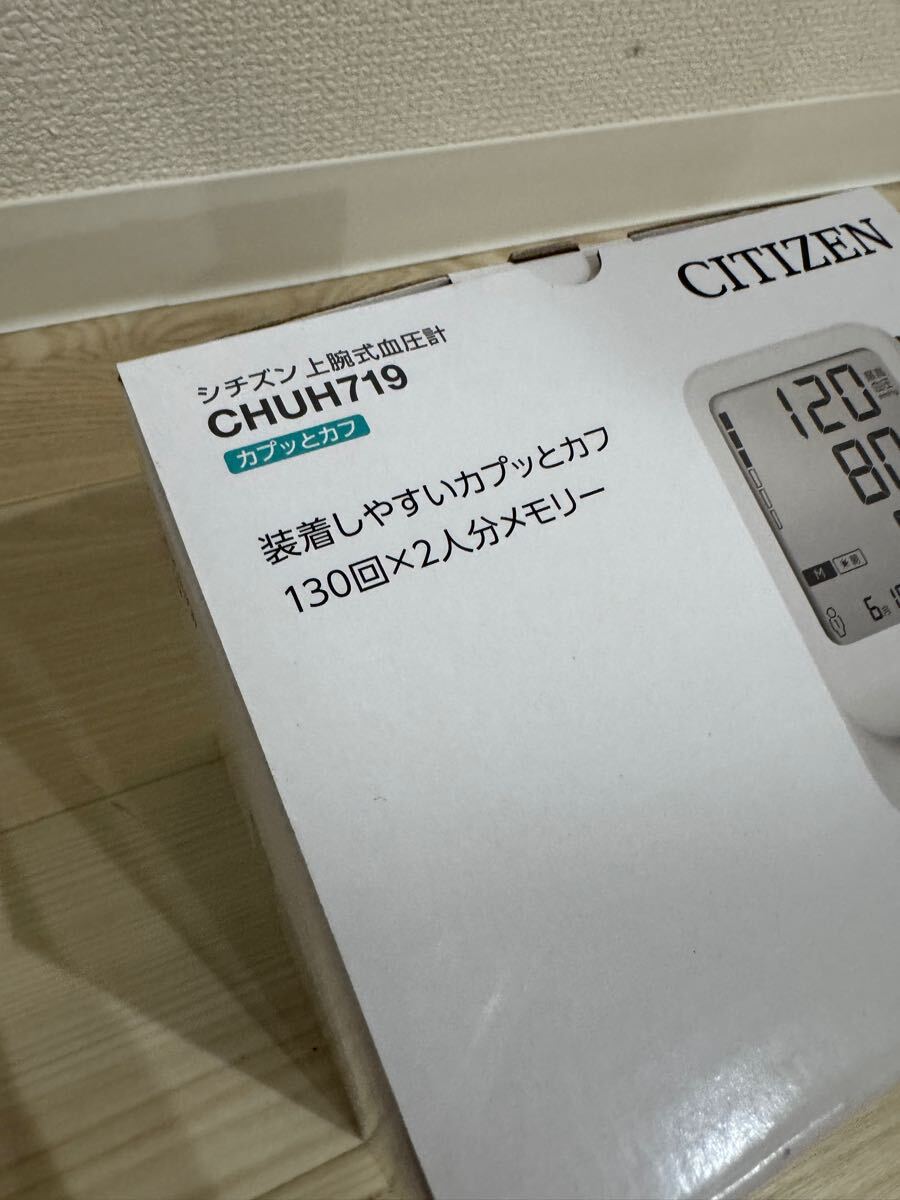 CITIZEN
シチズン 上腕式血圧計
CHUH719
カプッとカフ
装着しやすいカプッとカフ
130回×2人分メモリー
120
80
M
6月